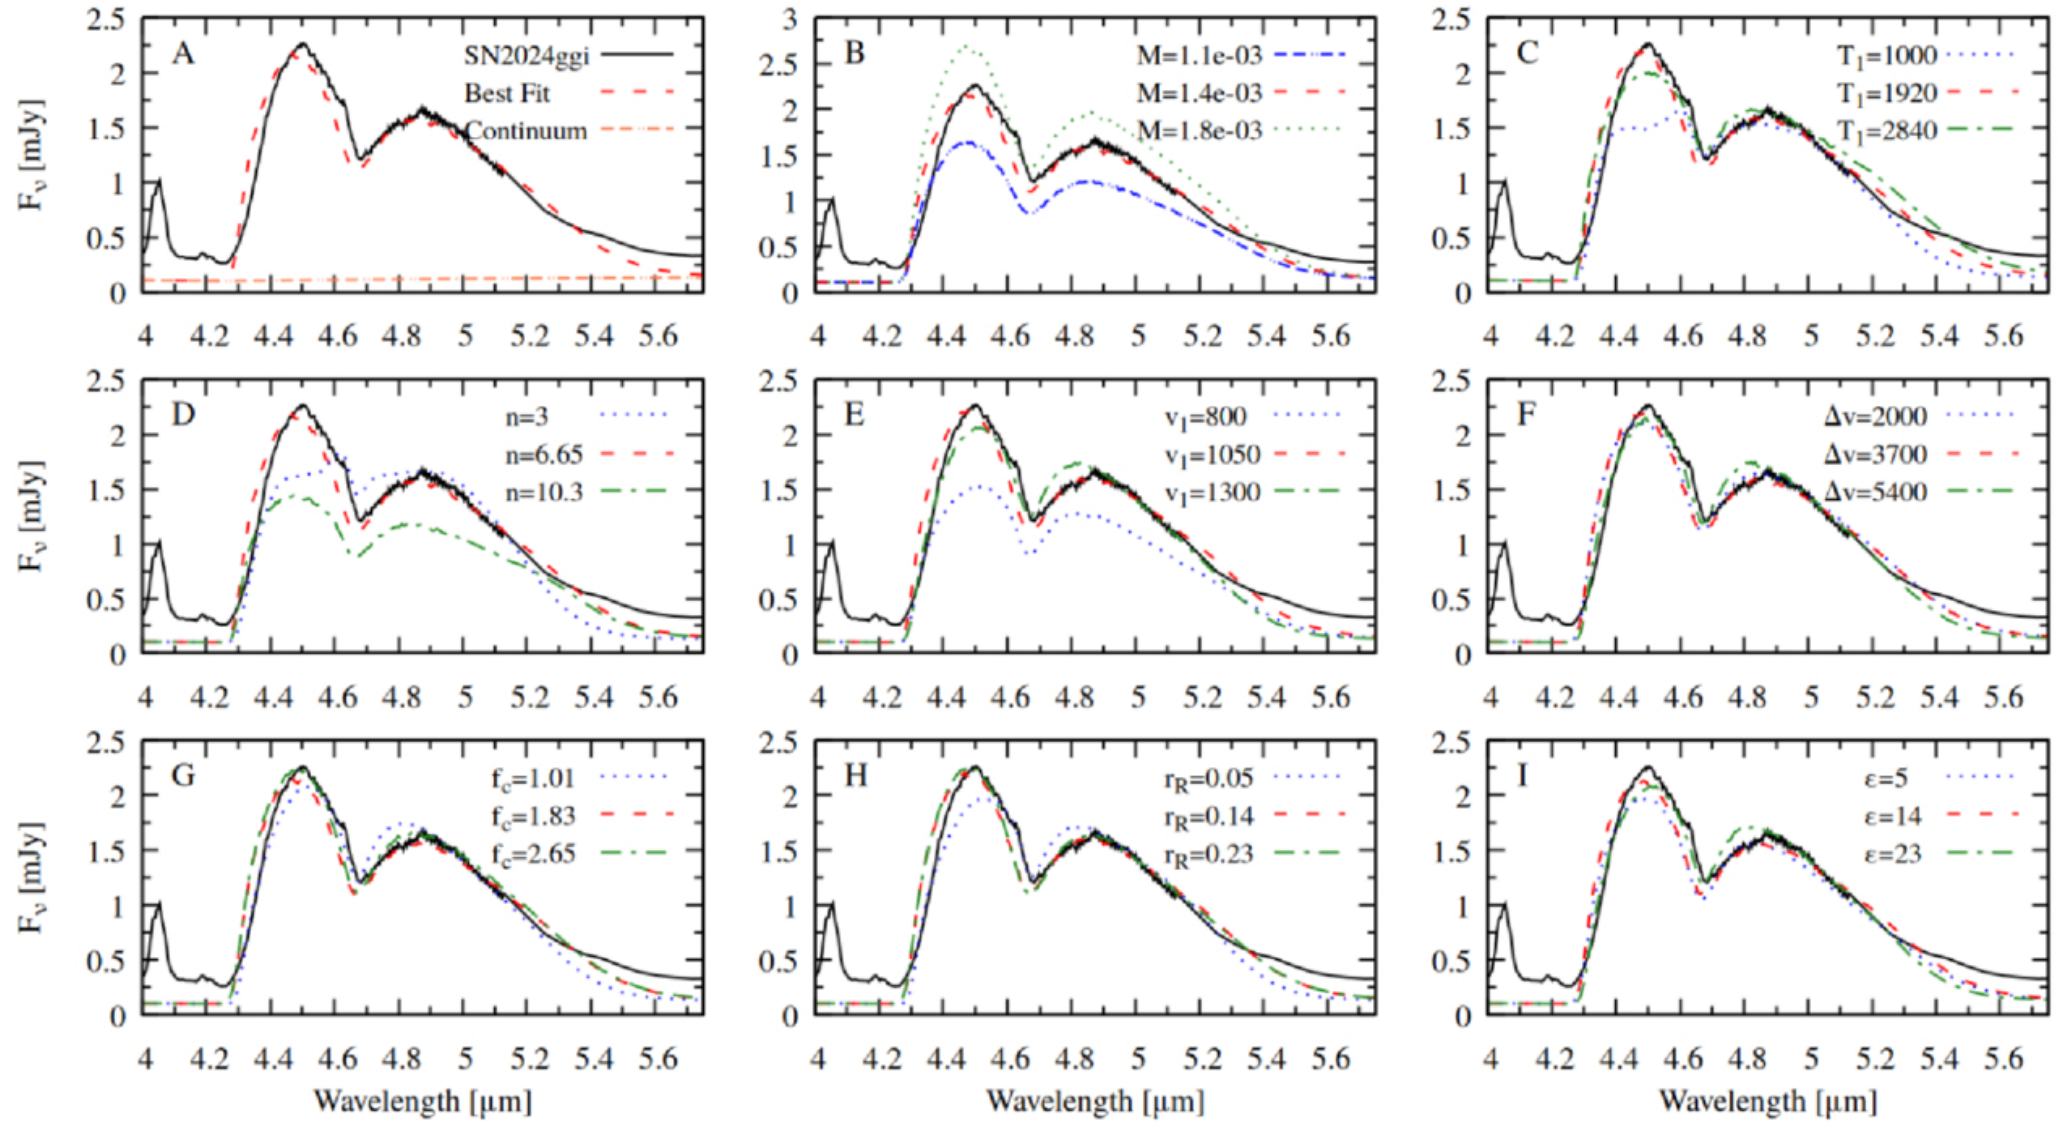 A
SN2024ggi
Best Fit
Continuum
F_ν [mJy]
2.5
2
1.5
1
0.5
0
4 4.2 4.4 4.6 4.8 5 5.2 5.4 5.6
B
M=1.1e-03
M=1.4e-03
M=1.8e-03
3
2.5
2
1.5
1
0.5
0
4 4.2 4.4 4.6 4.8 5 5.2 5.4 5.6
C
T_1=1000
T_1=1920
T_1=2840
2.5
2
1.5
1
0.5
0
4 4.2 4.4 4.6 4.8 5 5.2 5.4 5.6
D
n=3
n=6.65
n=10.3
F_ν [mJy]
2.5
2
1.5
1
0.5
0
4 4.2 4.4 4.6 4.8 5 5.2 5.4 5.6
E
v_1=800
v_1=1050
v_1=1300
2.5
2
1.5
1
0.5
0
4 4.2 4.4 4.6 4.8 5 5.2 5.4 5.6
F
Δv=2000
Δv=3700
Δv=5400
2.5
2
1.5
1
0.5
0
4 4.2 4.4 4.6 4.8 5 5.2 5.4 5.6
G
f_c=1.01
f_c=1.83
f_c=2.65
F_ν [mJy]
2.5
2
1.5
1
0.5
0
4 4.2 4.4 4.6 4.8 5 5.2 5.4 5.6
Wavelength [μm]
H
r_R=0.05
r_R=0.14
r_R=0.23
2.5
2
1.5
1
0.5
0
4 4.2 4.4 4.6 4.8 5 5.2 5.4 5.6
Wavelength [μm]
I
ε=5
ε=14
ε=23
2.5
2
1.5
1
0.5
0
4 4.2 4.4 4.6 4.8 5 5.2 5.4 5.6
Wavelength [μm]